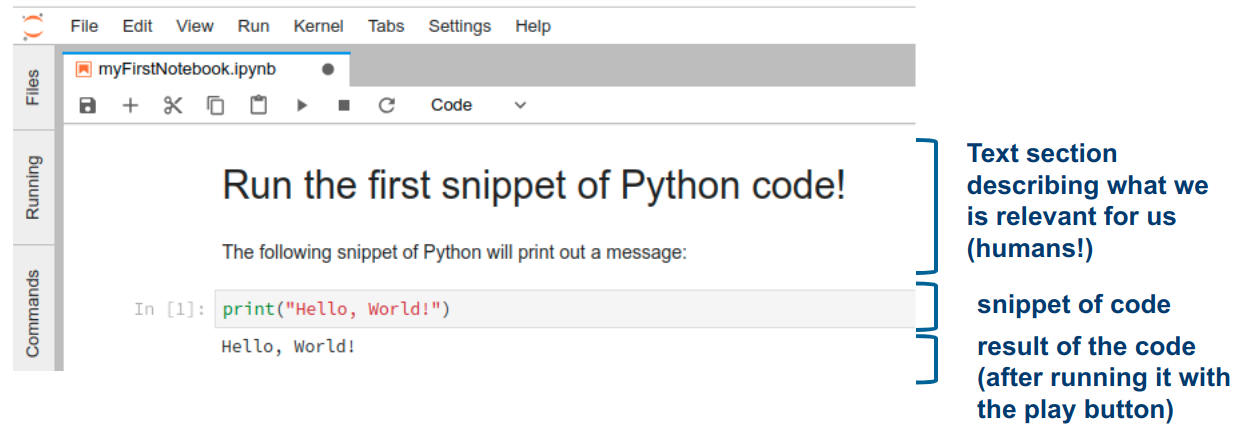 File Edit View Run Kernel Tabs Settings Help
Files
Running
Commands
myFirstNotebook.ipynb
Code
Run the first snippet of Python code!
The following snippet of Python will print out a message:
In [1]: print("Hello, World!")
Hello, World!
Text section
describing what we
is relevant for us
(humans!)
snippet of code
result of the code
(after running it with
the play button)